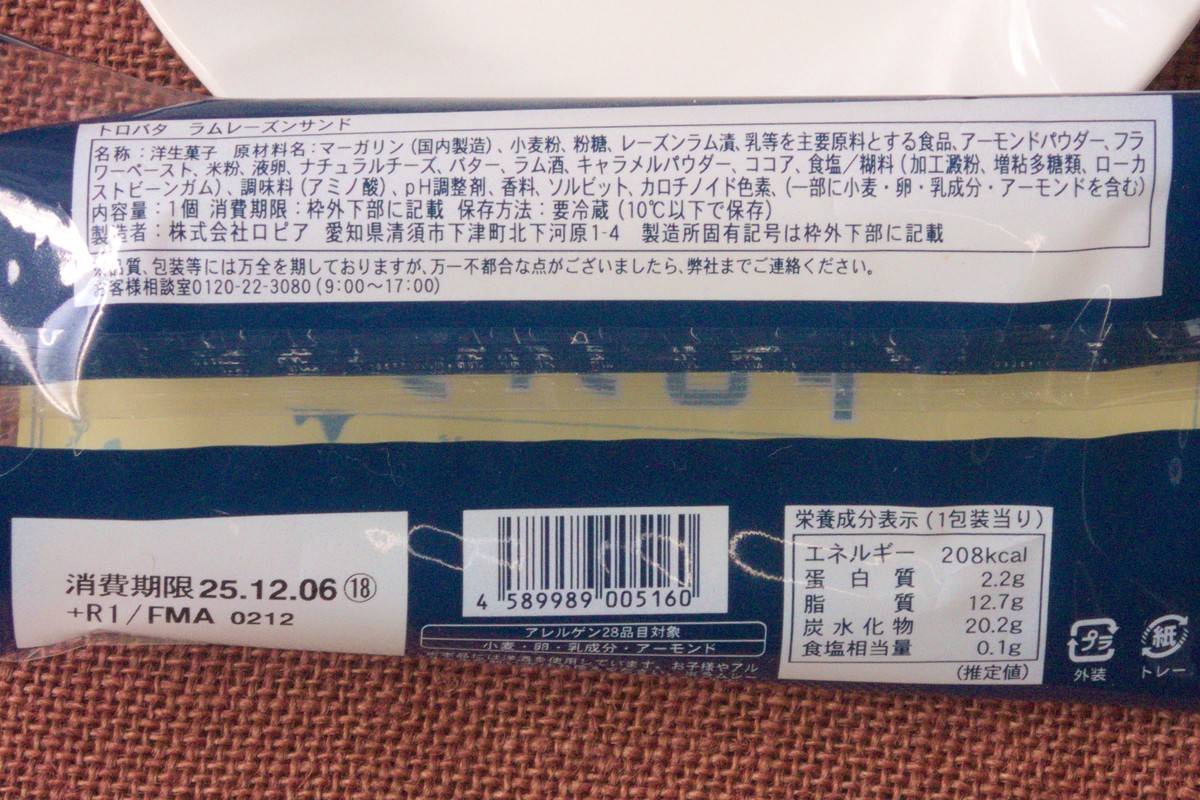 トロバタ ラムレーズンサンド
名称：洋生菓子 原材料名：マーガリン（国内製造）、小麦粉、粉糖、レーズンラム漬、乳等を主要原料とする食品、アーモンドパウダー、フラ
ワーペースト、米粉、液卵、ナチュラルチーズ、バター、ラム酒、キャラメルパウダー、ココア、食塩／糊料（加工澱粉、増粘多糖類、ローカ
ストビーンガム）、調味料（アミノ酸）、pH調整剤、香料、ソルビット、カロチノイド色素、（一部に小麦・卵・乳成分・アーモンドを含む）
内容量：1個 消費期限：枠外下部に記載 保存方法：要冷蔵（10℃以下で保存）
製造者：株式会社ロピア 愛知県清須市下津町北下河原1-4 製造所固有記号は枠外下部に記載
※品質、包装等には万全を期しておりますが、万一不都合な点がございましたら、弊社までご連絡ください。
お客様相談室0120-22-3080（9:00～17:00）
消費期限 25.12.06 ⑱
+R1/FMA 0212
4 589989 005160
アレルゲン28品目対象
小麦・卵・乳成分・アーモンド
洋酒を使用しています。お子様やアル
栄養成分表示（1包装当り）
エネルギー 208kcal
蛋白質 2.2g
脂質 12.7g
炭水化物 20.2g
食塩相当量 0.1g
（推定値）
プラ
外装
紙
トレー